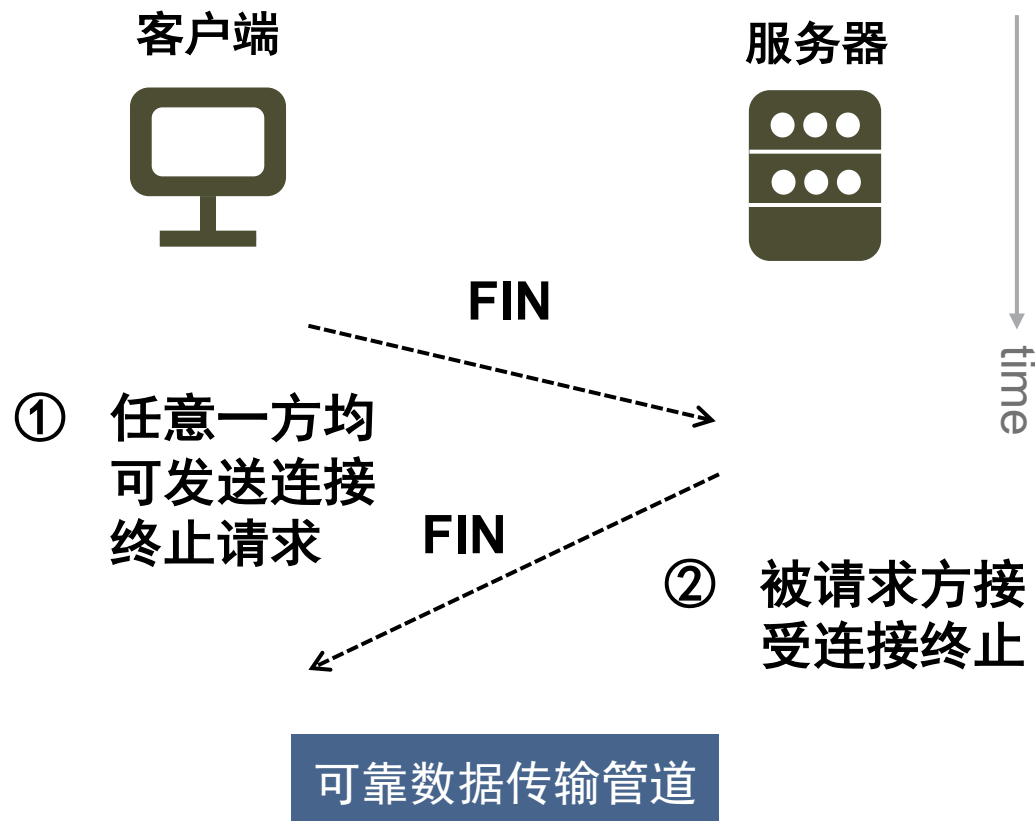 客户端
服务器
FIN
time
① 任意一方均
可发送连接
终止请求
FIN
② 被请求方接
受连接终止
可靠数据传输管道